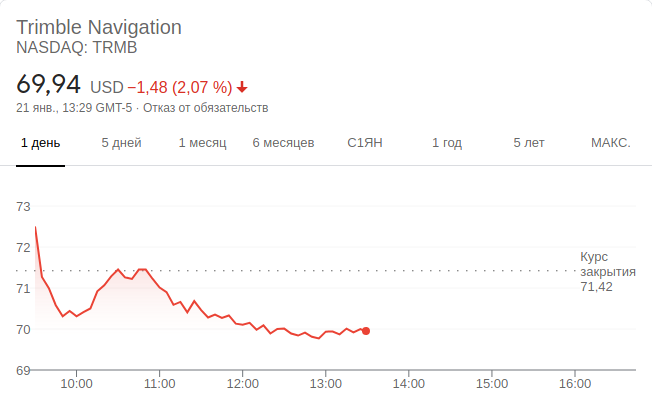 Trimble Navigation
NASDAQ: TRMB
69,94 USD −1,48 (2,07 %)
21 янв., 13:29 GMT-5 · Отказ от обязательств
1 день 5 дней 1 месяц 6 месяцев С1ЯН 1 год 5 лет МАКС.
73
72
Курс
закрытия
71,42
71
70
69
10:00 11:00 12:00 13:00 14:00 15:00 16:00